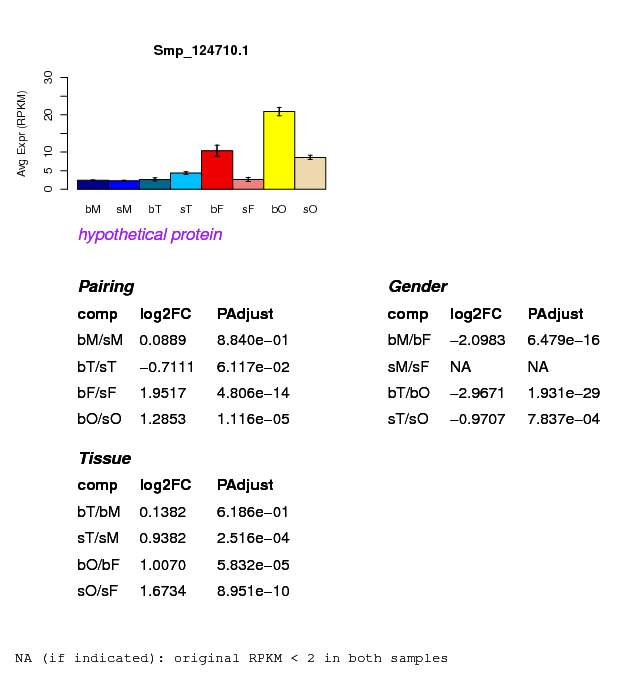 Smp_124710.1
Avg Expr (RPKM)
30
20
10
5
0
bM sM bT sT bF sF bO sO
hypothetical protein
Pairing
comp log2FC PAdjust
bM/sM 0.0889 8.840e−01
bT/sT −0.7111 6.117e−02
bF/sF 1.9517 4.806e−14
bO/sO 1.2853 1.116e−05
Gender
comp log2FC PAdjust
bM/bF −2.0983 6.479e−16
sM/sF NA NA
bT/bO −2.9671 1.931e−29
sT/sO −0.9707 7.837e−04
Tissue
comp log2FC PAdjust
bT/bM 0.1382 6.186e−01
sT/sM 0.9382 2.516e−04
bO/bF 1.0070 5.832e−05
sO/sF 1.6734 8.951e−10
NA (if indicated): original RPKM < 2 in both samples